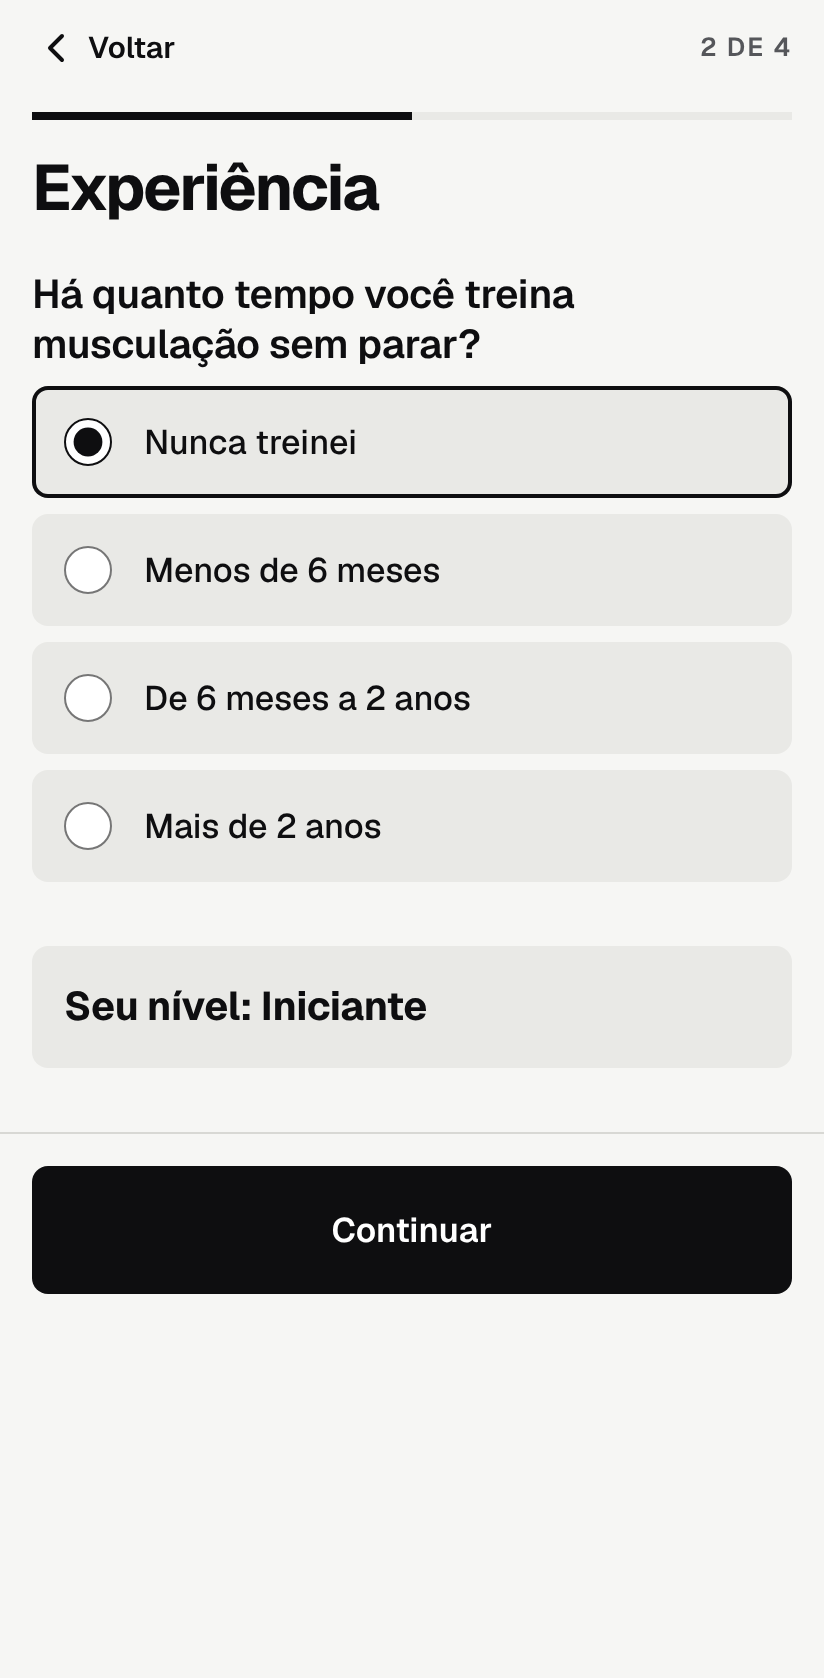 Voltar
2 DE 4
Experiência
Há quanto tempo você treina
musculação sem parar?
Nunca treinei
Menos de 6 meses
De 6 meses a 2 anos
Mais de 2 anos
Seu nível: Iniciante
Continuar